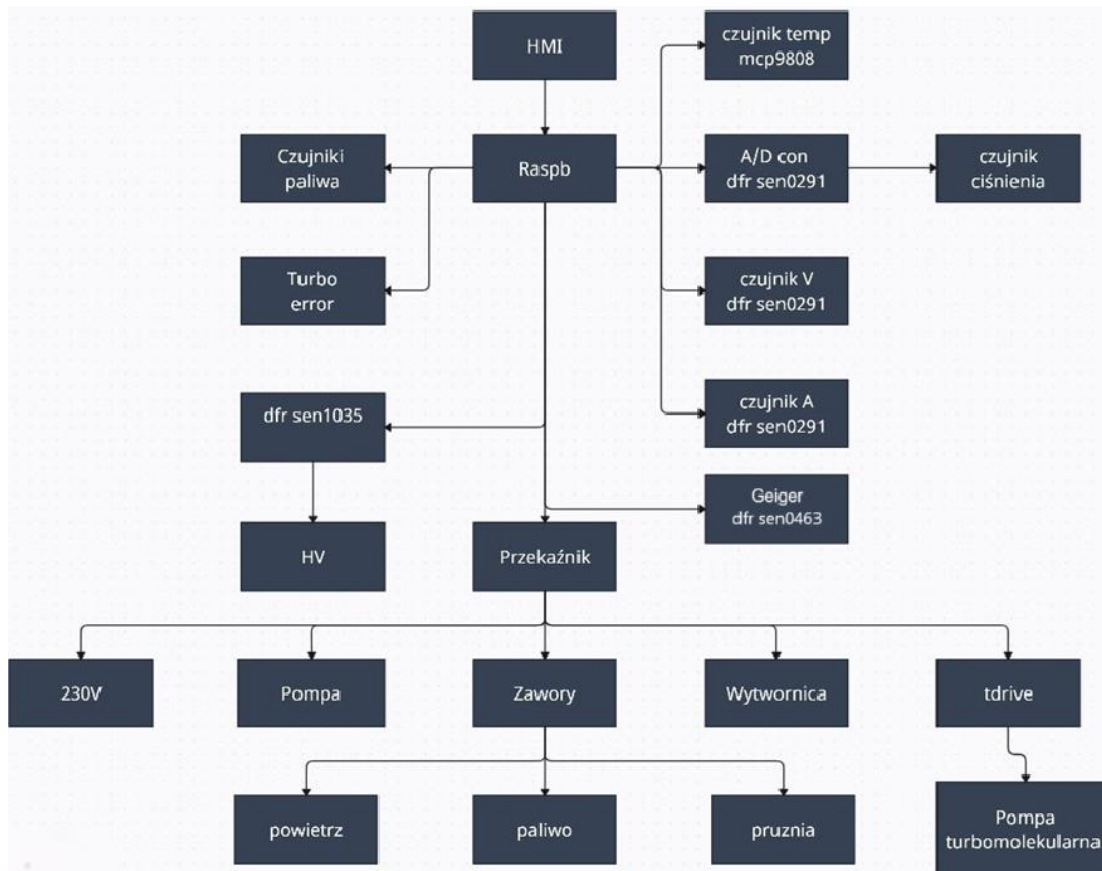 HMI
czujnik temp
mcp9808
Czujniki
paliwa
Raspb
A/D con
dfr sen0291
czujnik
ciśnienia
Turbo
error
czujnik V
dfr sen0291
dfr sen1035
czujnik A
dfr sen0291
Geiger
dfr sen0463
HV
Przekaźnik
230V
Pompa
Zawory
Wytwornica
tdrive
powietrz
paliwo
pruznia
Pompa
turbomolekularna